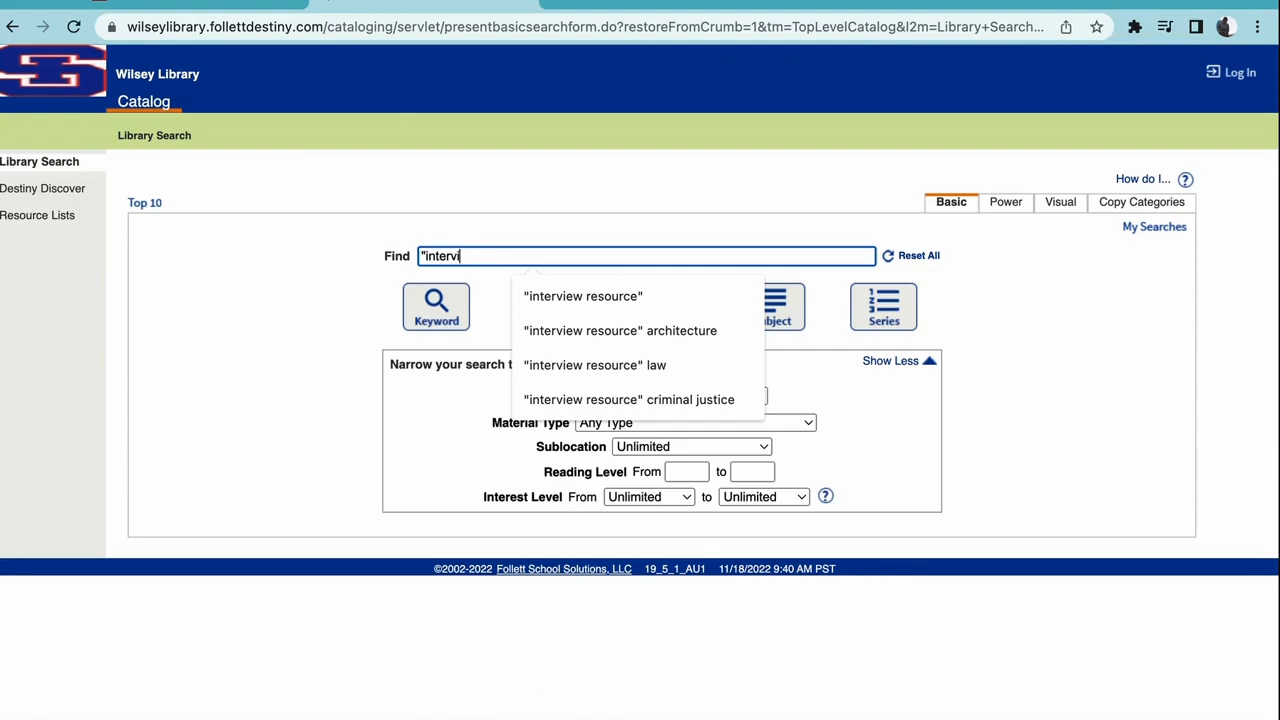 wilseylibrary.follettdestiny.com/cataloging/servlet/presentbasicsearchform.do?restoreFromCrumb=1&tm=TopLevelCatalog&l2m=Library+Search...
Wilsey Library
Log In
Catalog
Library Search
Library Search
Destiny Discover
Resource Lists
How do I... ?
Top 10
Basic Power Visual Copy Categories
My Searches
Find "intervi Reset All
"interview resource"
"interview resource" architecture
"interview resource" law
"interview resource" criminal justice
Keyword
bject
Series
Narrow your search t
Show Less
Material Type Any Type
Sublocation Unlimited
Reading Level From to
Interest Level From Unlimited to Unlimited ?
©2002-2022 Follett School Solutions, LLC 19_5_1_AU1 11/18/2022 9:40 AM PST